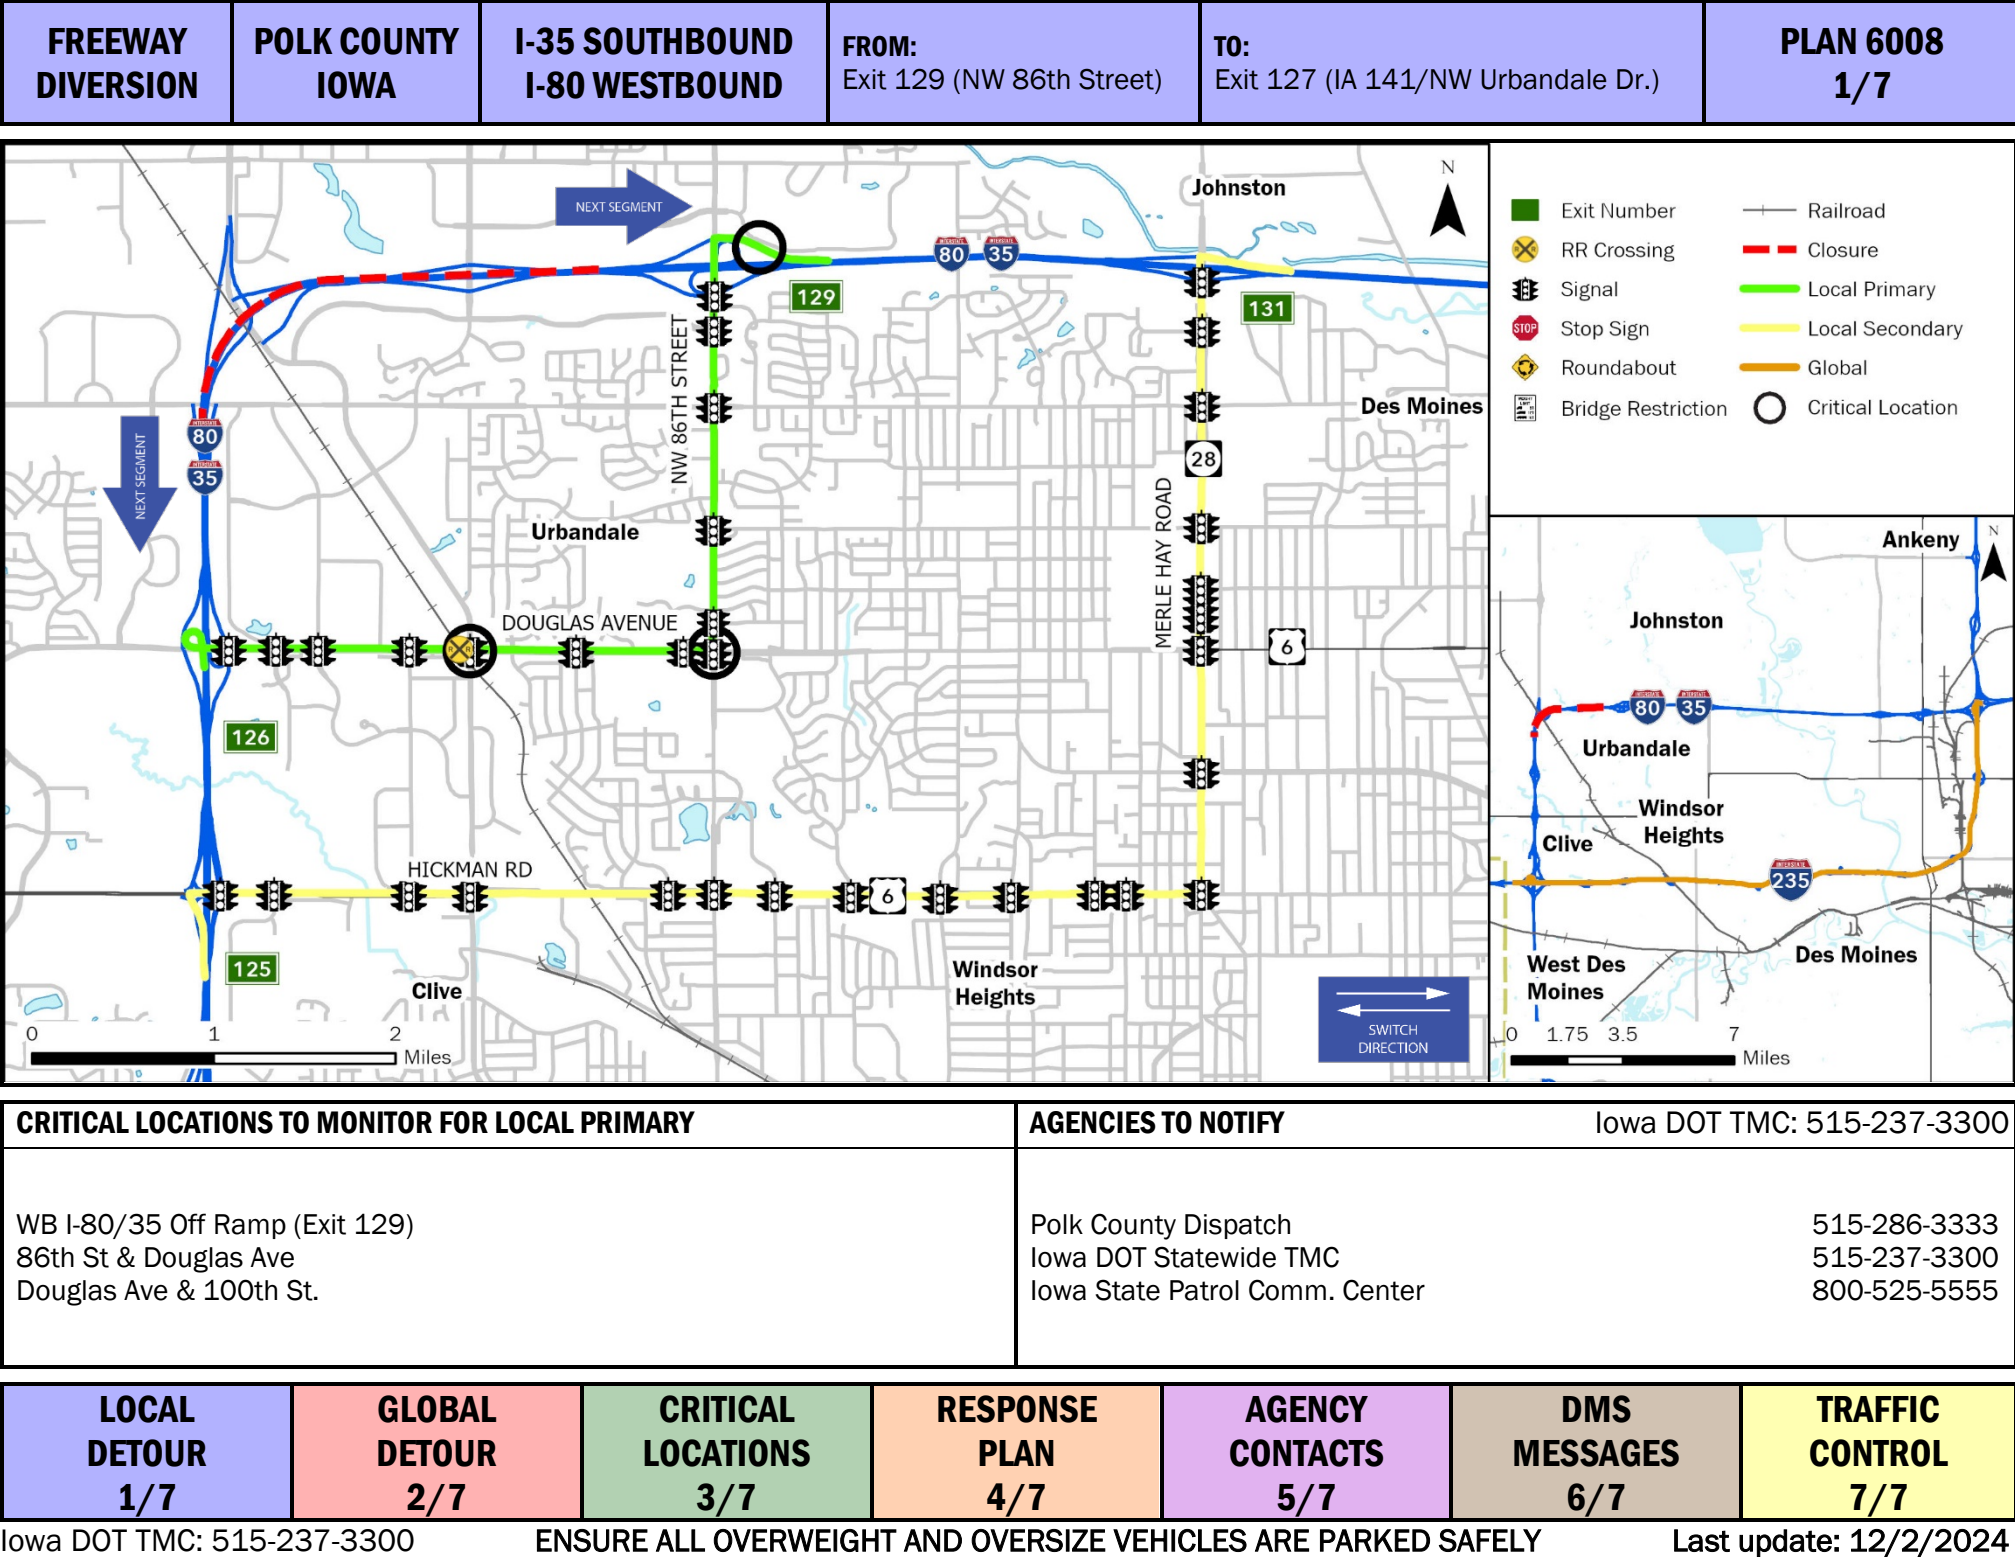 FREEWAY
DIVERSION
POLK COUNTY
IOWA
I-35 SOUTHBOUND
I-80 WESTBOUND
FROM:
Exit 129 (NW 86th Street)
TO:
Exit 127 (IA 141/NW Urbandale Dr.)
PLAN 6008
1/7
NEXT SEGMENT
Johnston
N
80
35
129
131
NW 86TH STREET
Des Moines
80
35
NEXT SEGMENT
28
MERLE HAY ROAD
Urbandale
DOUGLAS AVENUE
6
126
HICKMAN RD
6
125
Clive
Windsor
Heights
SWITCH
DIRECTION
0 1 2
Miles
Exit Number
RR Crossing
Signal
STOP
Stop Sign
Roundabout
Bridge Restriction
Railroad
Closure
Local Primary
Local Secondary
Global
Critical Location
Ankeny
N
Johnston
80
35
Urbandale
Windsor
Heights
Clive
235
Des Moines
West Des
Moines
0 1.75 3.5 7
Miles
CRITICAL LOCATIONS TO MONITOR FOR LOCAL PRIMARY
WB I-80/35 Off Ramp (Exit 129)
86th St & Douglas Ave
Douglas Ave & 100th St.
AGENCIES TO NOTIFY Iowa DOT TMC: 515-237-3300
Polk County Dispatch 515-286-3333
Iowa DOT Statewide TMC 515-237-3300
Iowa State Patrol Comm. Center 800-525-5555
LOCAL
DETOUR
1/7
GLOBAL
DETOUR
2/7
CRITICAL
LOCATIONS
3/7
RESPONSE
PLAN
4/7
AGENCY
CONTACTS
5/7
DMS
MESSAGES
6/7
TRAFFIC
CONTROL
7/7
Iowa DOT TMC: 515-237-3300 ENSURE ALL OVERWEIGHT AND OVERSIZE VEHICLES ARE PARKED SAFELY Last update: 12/2/2024